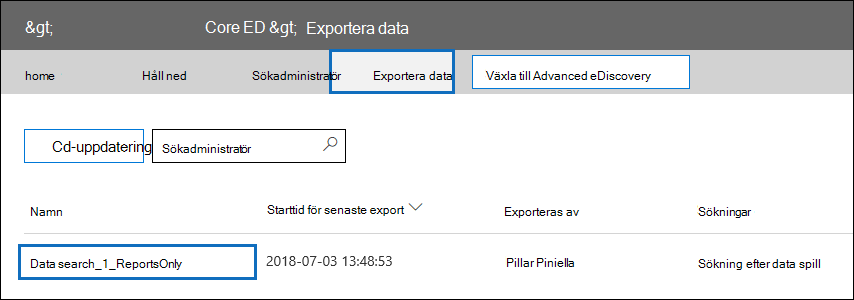 &gt; Core ED &gt; Exportera data
home Håll ned Sökadministratör Exportera data Växla till Advanced eDiscovery
Cd-uppdatering Sökadministratör
Namn Starttid för senaste export Exporteras av Sökningar
Data search_1_ReportsOnly 2018-07-03 13:48:53 Pillar Piniella Sökning efter data spill